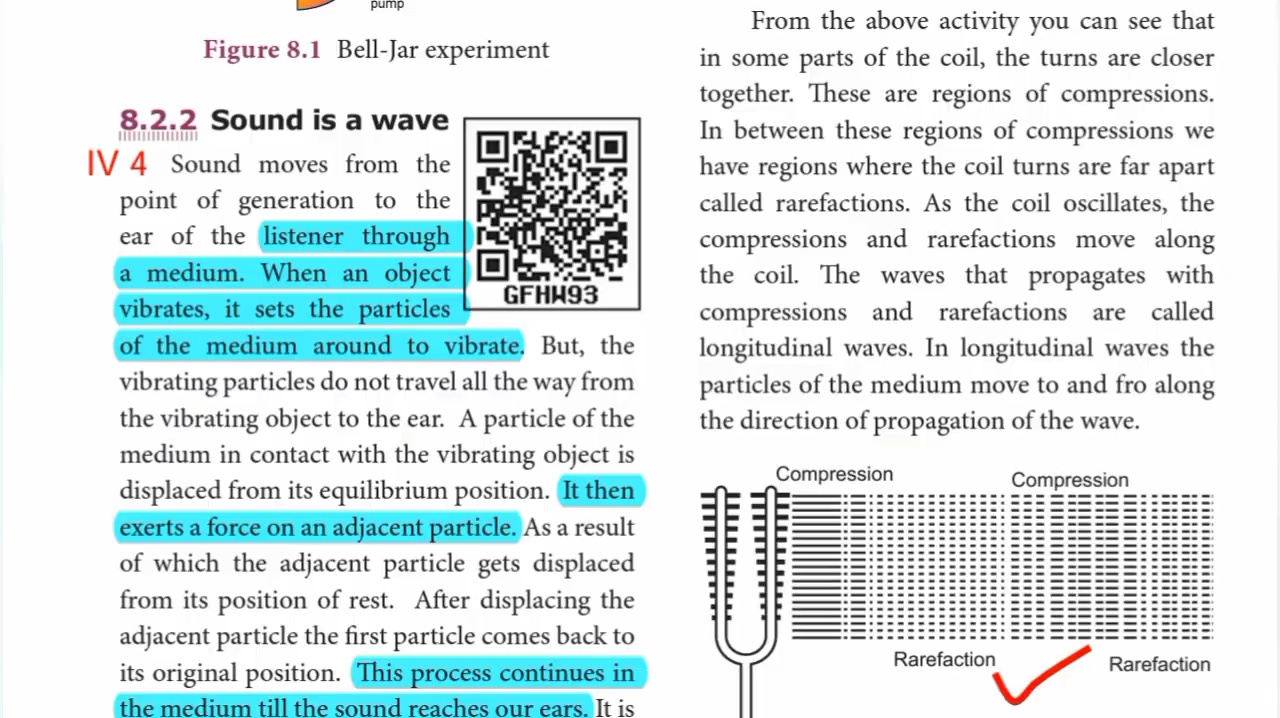 pump
Figure 8.1 Bell-Jar experiment
8.2.2 Sound is a wave
IV 4 Sound moves from the
point of generation to the
ear of the listener through
a medium. When an object
vibrates, it sets the particles
of the medium around to vibrate. But, the
vibrating particles do not travel all the way from
the vibrating object to the ear. A particle of the
medium in contact with the vibrating object is
displaced from its equilibrium position. It then
exerts a force on an adjacent particle. As a result
of which the adjacent particle gets displaced
from its position of rest. After displacing the
adjacent particle the first particle comes back to
its original position. This process continues in
the medium till the sound reaches our ears. It is
GFHW93
From the above activity you can see that
in some parts of the coil, the turns are closer
together. These are regions of compressions.
In between these regions of compressions we
have regions where the coil turns are far apart
called rarefactions. As the coil oscillates, the
compressions and rarefactions move along
the coil. The waves that propagates with
compressions and rarefactions are called
longitudinal waves. In longitudinal waves the
particles of the medium move to and fro along
the direction of propagation of the wave.
Compression
Compression
Rarefaction
Rarefaction